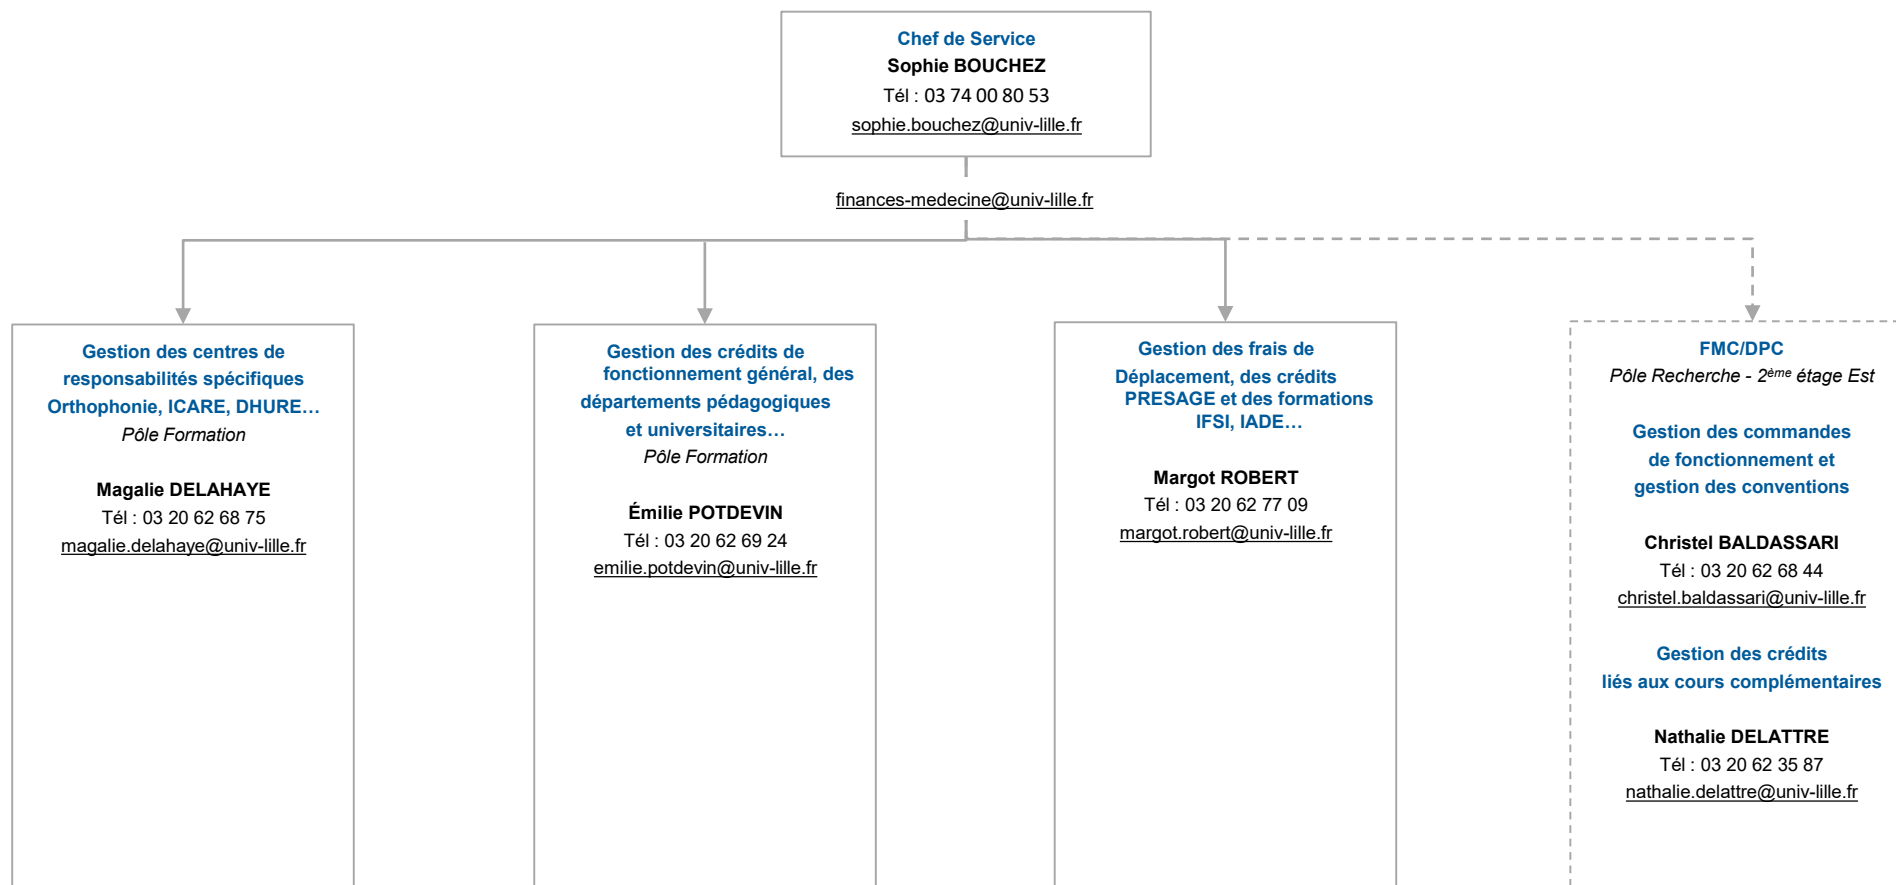 Chef de Service
Sophie BOUCHEZ
Tél : 03 74 00 80 53
sophie.bouchez@univ-lille.fr
finances-medecine@univ-lille.fr
Gestion des centres de
responsabilités spécifiques
Orthophonie, ICARE, DHURE…
Pôle Formation
Magalie DELAHAYE
Tél : 03 20 62 68 75
magalie.delahaye@univ-lille.fr
Gestion des crédits de
fonctionnement général, des
départements pédagogiques
et universitaires…
Pôle Formation
Émilie POTDEVIN
Tél : 03 20 62 69 24
emilie.potdevin@univ-lille.fr
Gestion des frais de
Déplacement, des crédits
PRESAGE et des formations
IFSI, IADE…
Margot ROBERT
Tél : 03 20 62 77 09
margot.robert@univ-lille.fr
FMC/DPC
Pôle Recherche - 2ème étage Est
Gestion des commandes
de fonctionnement et
gestion des conventions
Christel BALDASSARI
Tél : 03 20 62 68 44
christel.baldassari@univ-lille.fr
Gestion des crédits
liés aux cours complémentaires
Nathalie DELATTRE
Tél : 03 20 62 35 87
nathalie.delattre@univ-lille.fr